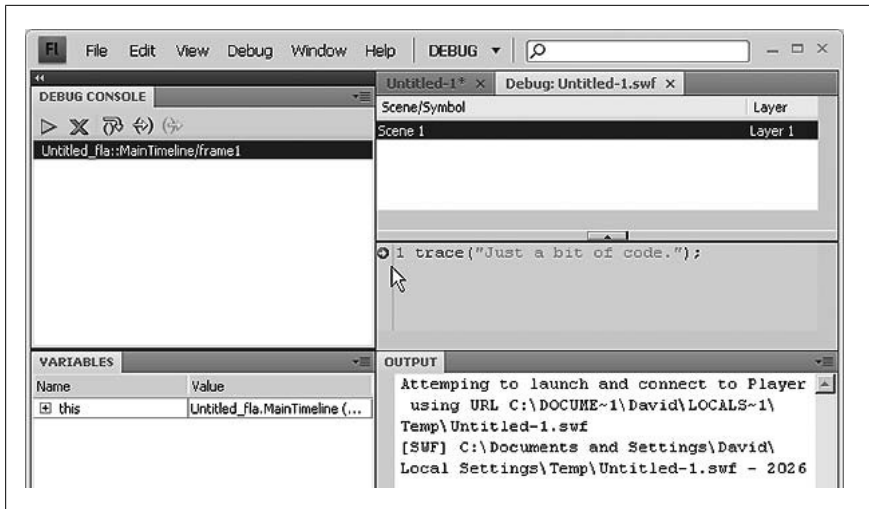 Fl File Edit View Debug Window Help DEBUG
Untitled-1* × Debug: Untitled-1.swf ×
DEBUG CONSOLE
Scene/Symbol Layer
Scene 1 Layer 1
Untitled_fla::MainTimeline/frame1
1 trace("Just a bit of code.");
VARIABLES
Name Value
this Untitled_fla.MainTimeline (...
OUTPUT
Attemping to launch and connect to Player
using URL C:\DOCUME~1\David\LOCALS~1\
Temp\Untitled-1.swf
[SWF] C:\Documents and Settings\David\
Local Settings\Temp\Untitled-1.swf - 2026